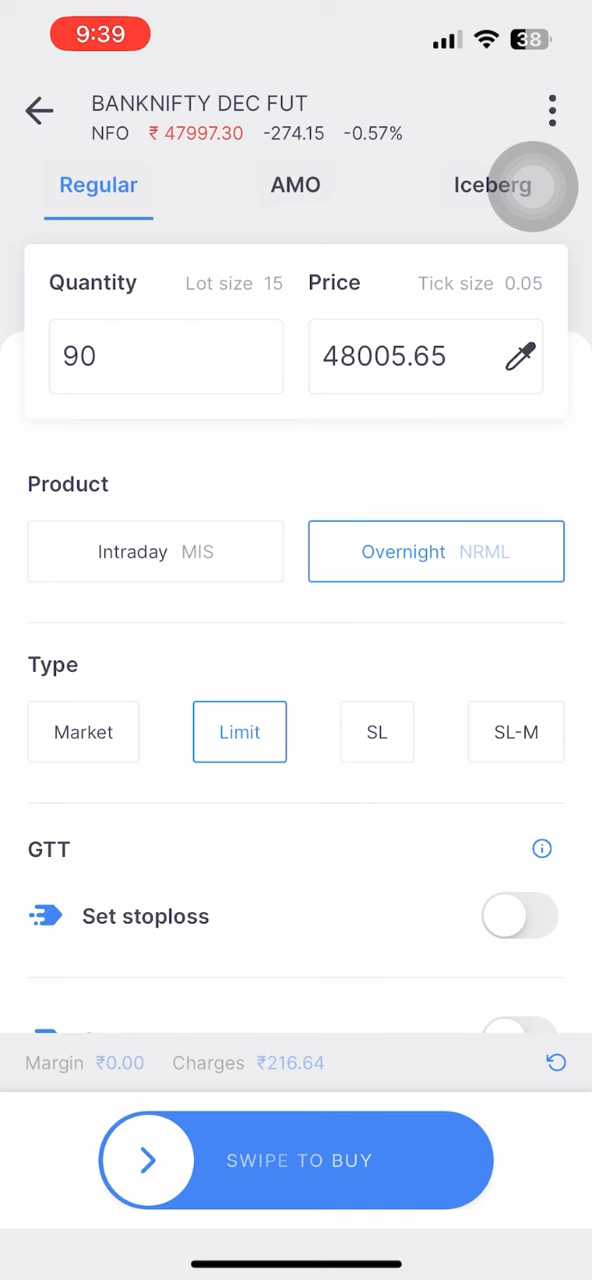 9:39
38
BANKNIFTY DEC FUT
NFO ₹ 47997.30 -274.15 -0.57%
Regular AMO Iceberg
Quantity Lot size 15 Price Tick size 0.05
90 48005.65
Product
Intraday MIS Overnight NRML
Type
Market Limit SL SL-M
GTT
Set stoploss
Margin ₹0.00 Charges ₹216.64
SWIPE TO BUY